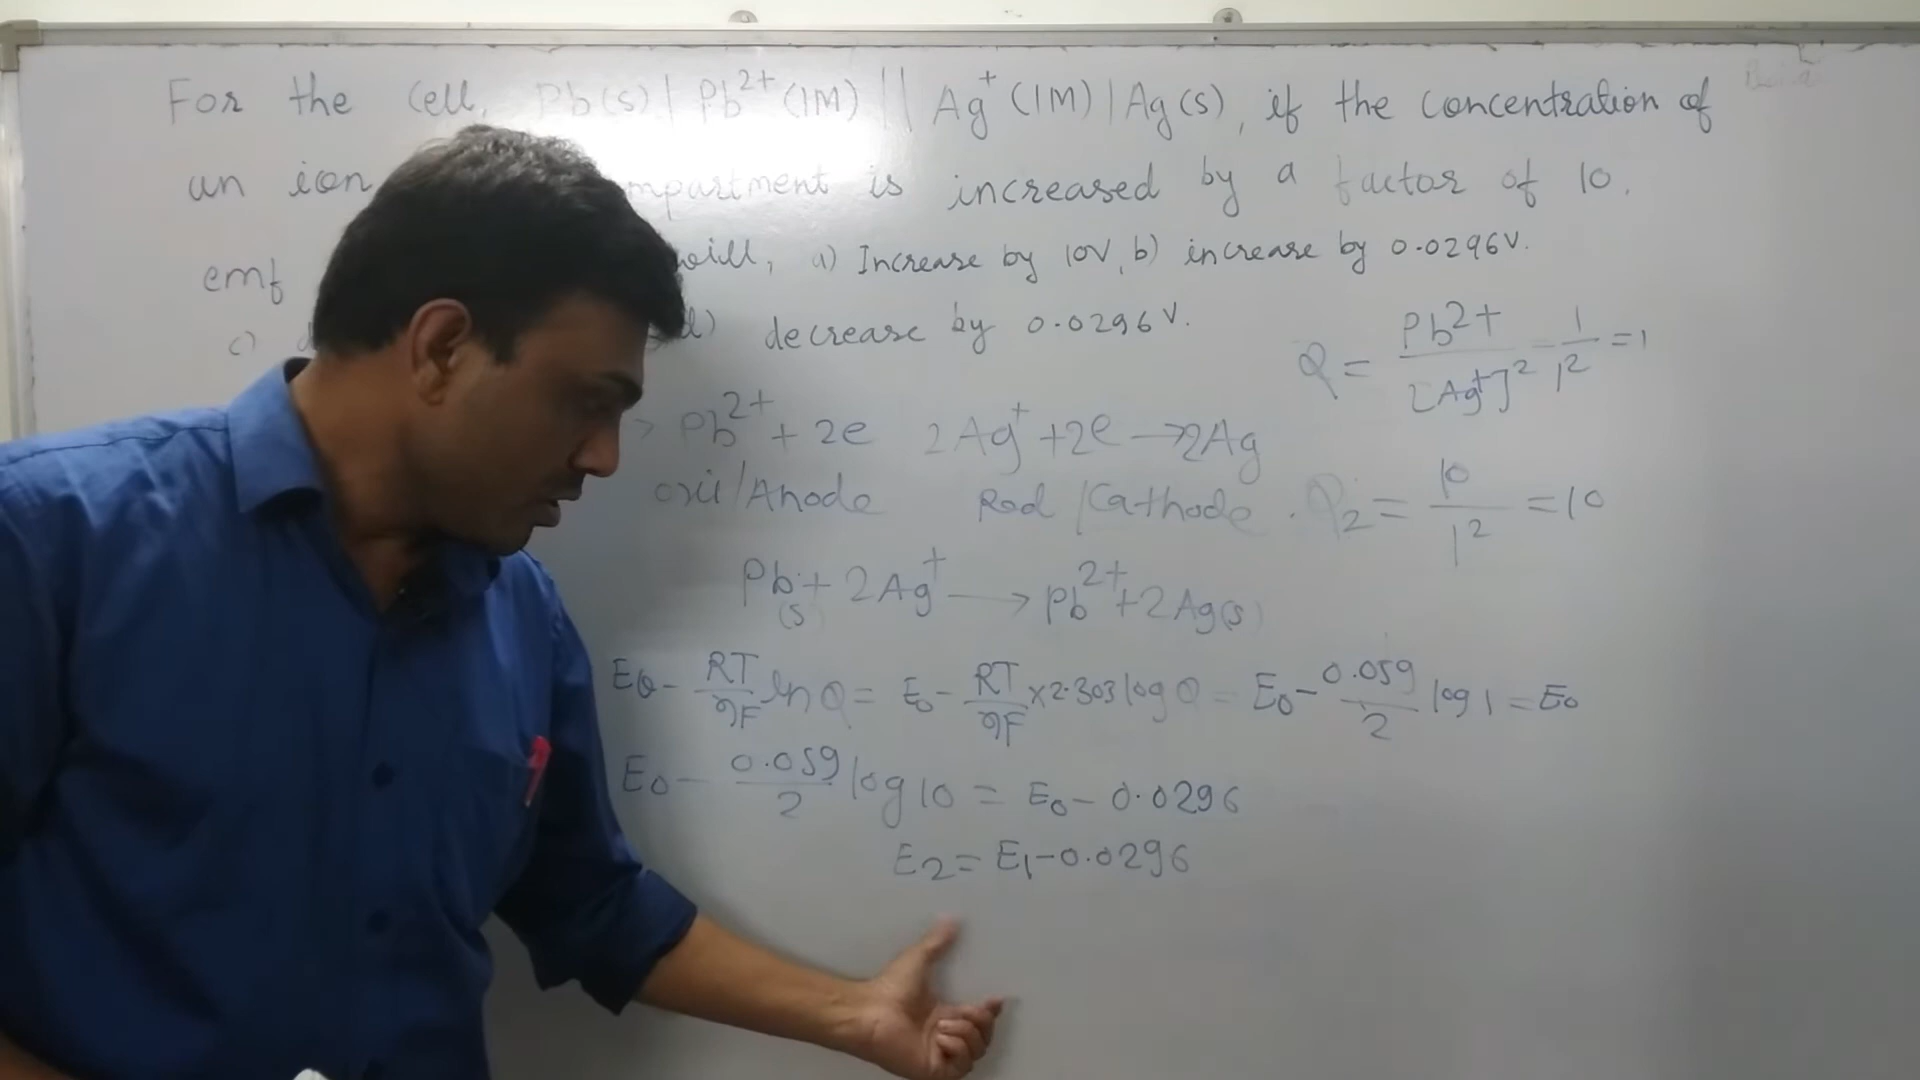 For the Cell, Pb(s) | Pb2+ (1M) || Ag+ (1M) | Ag(s), if the concentration of
an ion mpartment is increased by a factor of 10.
emf will, a) Increase by 10V, b) increase by 0.0296V.
c) d) decrease by 0.0296V.
Q = Pb2+ / [Ag+]2 = 1/1^2 = 1
→ Pb2+ + 2e 2Ag+ + 2e → 2Ag
/Anode Red /Cathode . Q2 = 10/1^2 = 10
Pb(s) + 2Ag+ → Pb2+ + 2Ag(s)
E0 - RT/nF ln Q = E0 - RT/nF × 2.303 log Q = E0 - 0.059/2 log 1 = E0
E0 - 0.059/2 log 10 = E0 - 0.0296
E2 = E1 - 0.0296